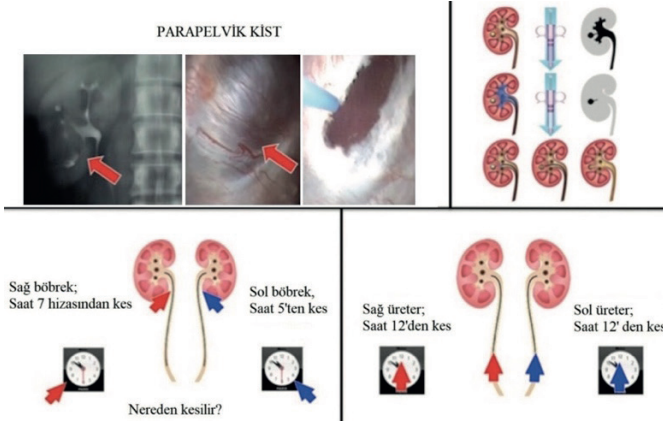 PARAPELVİK KİST
Sağ böbrek;
Saat 7 hizasından kes
Sol böbrek,
Saat 5'ten kes
Nereden kesilir?
Sağ üreter;
Saat 12'den kes
Sol üreter;
Saat 12' den kes